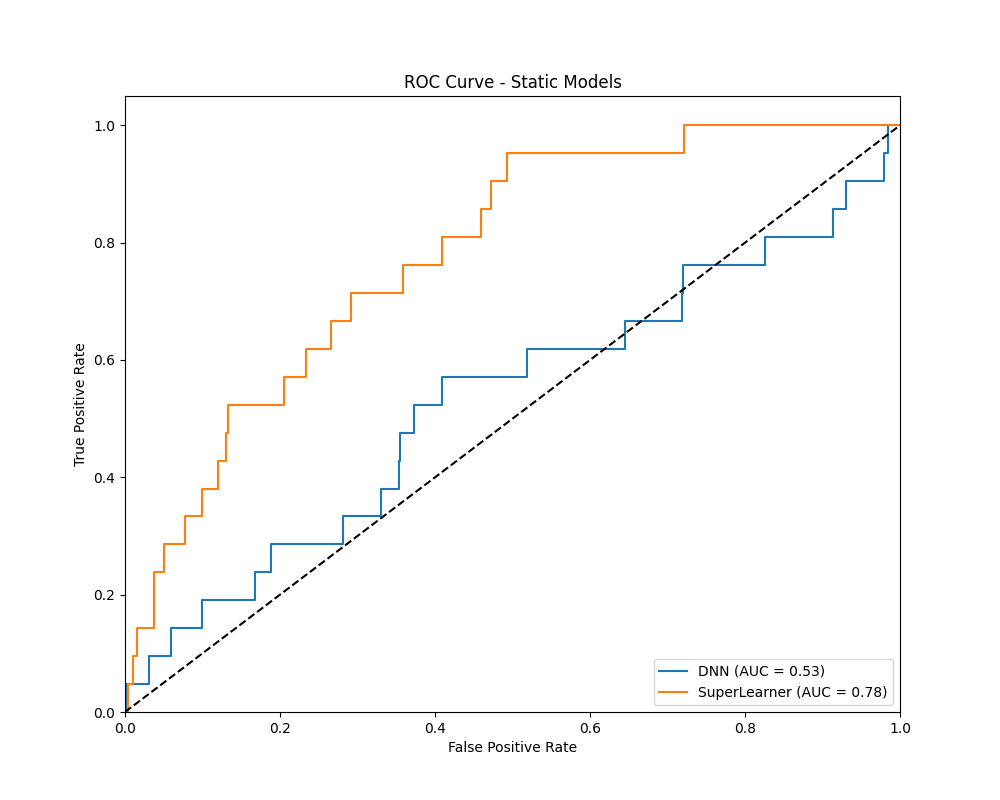 ROC Curve - Static Models
1.0
0.8
0.6
0.4
0.2
0.0
True Positive Rate
0.0 0.2 0.4 0.6 0.8 1.0
False Positive Rate
DNN (AUC = 0.53)
SuperLearner (AUC = 0.78)